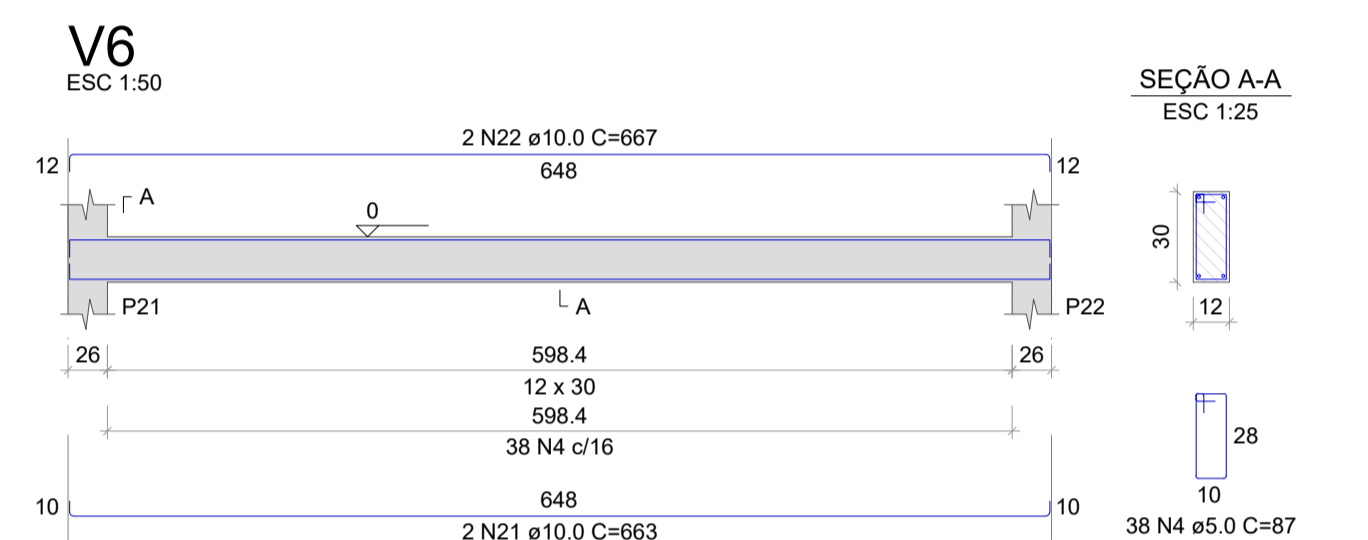 V6
ESC 1:50
SEÇÃO A-A
ESC 1:25
2 N22 ø10.0 C=667
12
648
12
A
0
30
P21
A
P22
12
26
598.4
26
12 x 30
598.4
38 N4 c/16
28
10
648
10
10
2 N21 ø10.0 C=663
38 N4 ø5.0 C=87